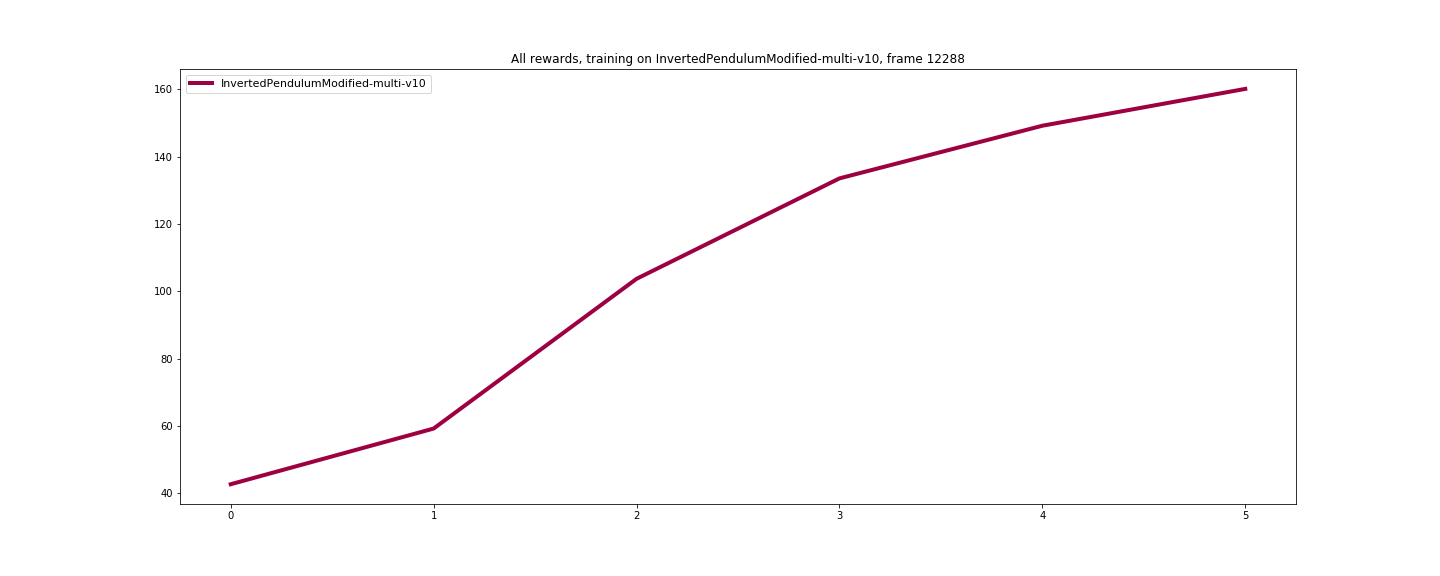 All rewards, training on InvertedPendulumModified-multi-v10, frame 12288
InvertedPendulumModified-multi-v10
160
140
120
100
80
60
40
0 1 2 3 4 5